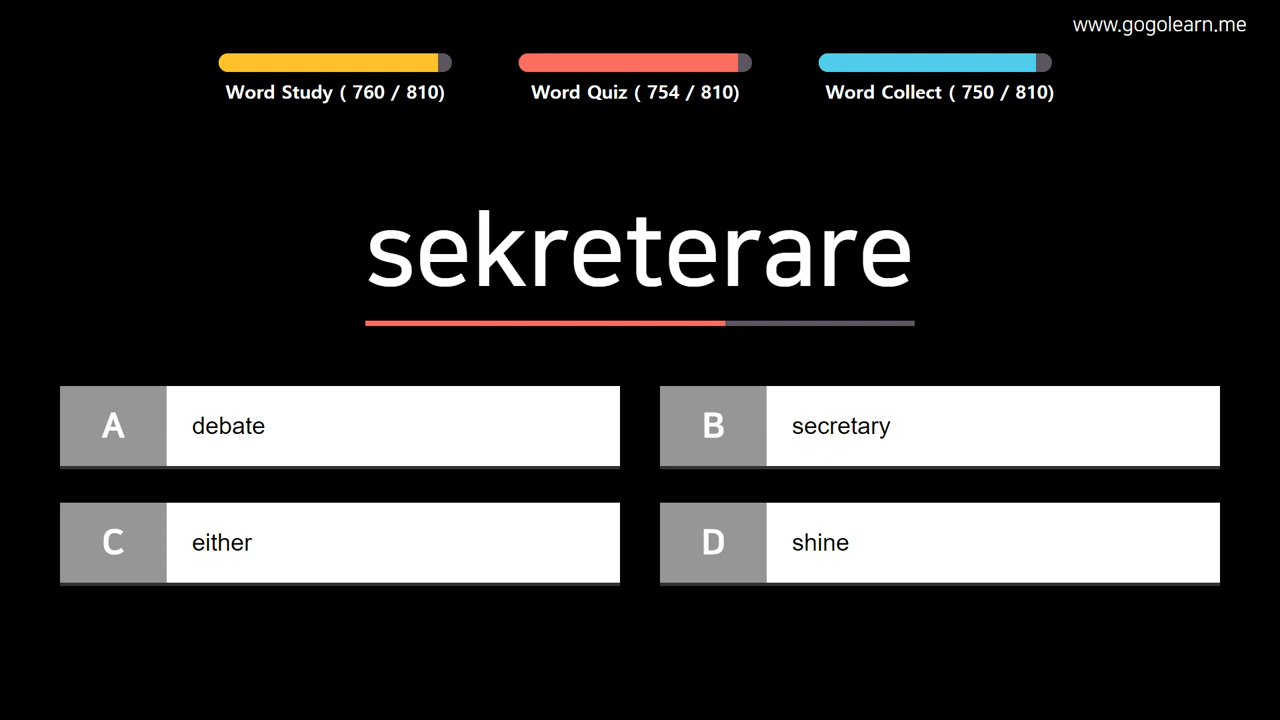 www.gogolearn.me
Word Study ( 760 / 810)
Word Quiz ( 754 / 810)
Word Collect ( 750 / 810)
sekreterare
A debate
B secretary
C either
D shine